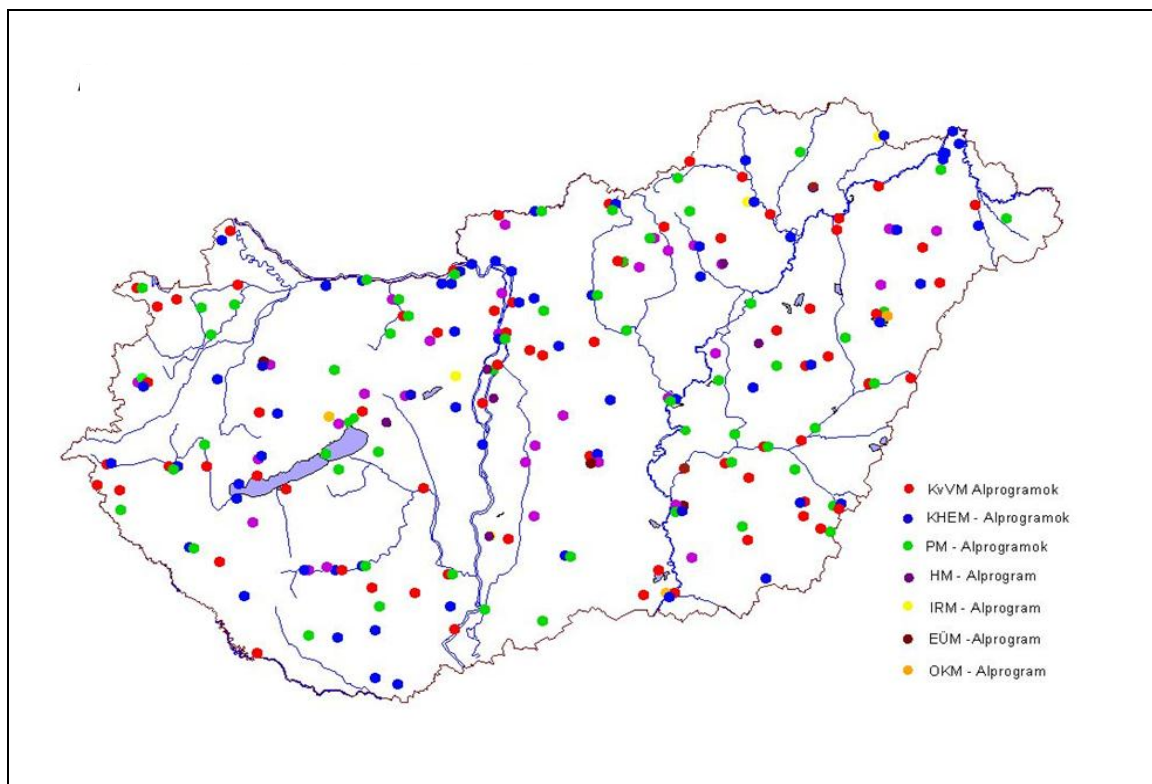 KvVM Alprogramok
KHEM - Alprogramok
PM - Alprogramok
HM - Alprogram
IRM - Alprogram
EÜM -Alprogram
OKM - Alprogram